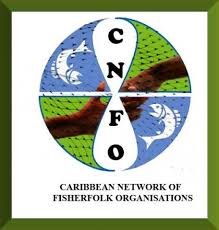 C
N
F
O
CARIBBEAN NETWORK OF
FISHERFOLK ORGANISATIONS